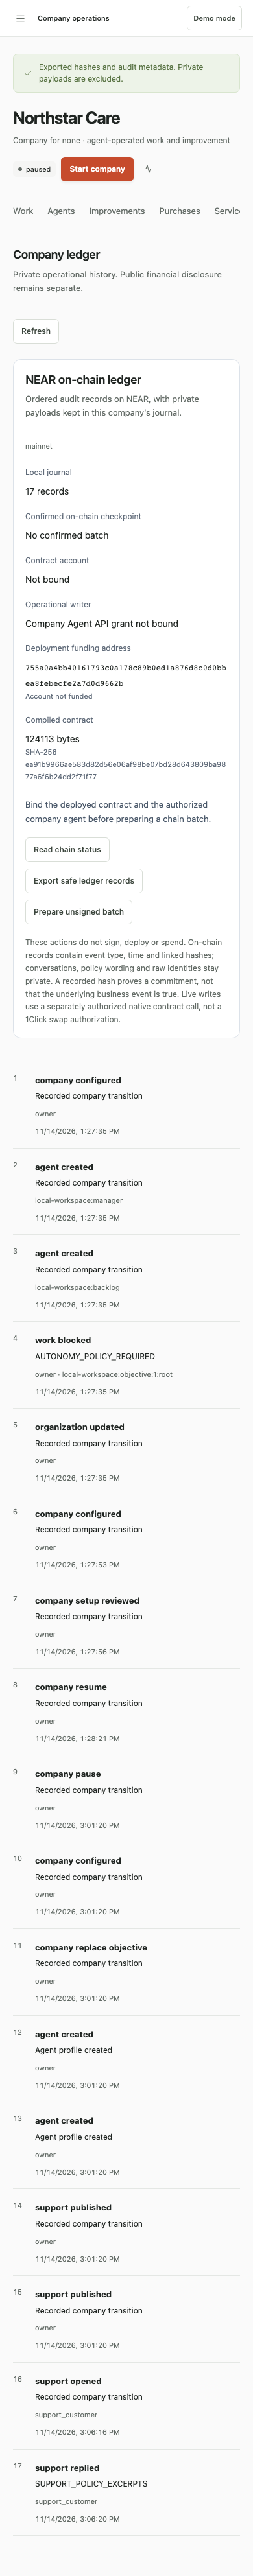 Company operations
Demo mode
Exported hashes and audit metadata. Private
payloads are excluded.
Northstar Care
Company for none · agent-operated work and improvement
paused
Start company
Work Agents Improvements Purchases Servic
Company ledger
Private operational history. Public financial disclosure
remains separate.
Refresh
NEAR on-chain ledger
Ordered audit records on NEAR, with private
payloads kept in this company's journal.
mainnet
Local journal
17 records
Confirmed on-chain checkpoint
No confirmed batch
Contract account
Not bound
Operational writer
Company Agent API grant not bound
Deployment funding address
755a0a4bb40161793c0a178c89b0ed1a876d8c0d0bb
ea8febecfe2a7d0d9662b
Account not funded
Compiled contract
124113 bytes
SHA-256
ea91b9966ae583d82d56e06af98be07bd28d643809ba98
77a6f6b24dd2f71f77
Bind the deployed contract and the authorized
company agent before preparing a chain batch.
Read chain status
Export safe ledger records
Prepare unsigned batch
These actions do not sign, deploy or spend. On-chain
records contain event type, time and linked hashes;
conversations, policy wording and raw identities stay
private. A recorded hash proves a commitment, not
that the underlying business event is true. Live writes
use a separately authorized native contract call, not a
1Click swap authorization.
1
company configured
Recorded company transition
owner
11/14/2026, 1:27:35 PM
2
agent created
Recorded company transition
local-workspace:manager
11/14/2026, 1:27:35 PM
3
agent created
Recorded company transition
local-workspace:backlog
11/14/2026, 1:27:35 PM
4
work blocked
AUTONOMY_POLICY_REQUIRED
owner · local-workspace:objective:1:root
11/14/2026, 1:27:35 PM
5
organization updated
Recorded company transition
owner
11/14/2026, 1:27:35 PM
6
company configured
Recorded company transition
owner
11/14/2026, 1:27:53 PM
7
company setup reviewed
Recorded company transition
owner
11/14/2026, 1:27:56 PM
8
company resume
Recorded company transition
owner
11/14/2026, 1:28:21 PM
9
company pause
Recorded company transition
owner
11/14/2026, 3:01:20 PM
10
company configured
Recorded company transition
owner
11/14/2026, 3:01:20 PM
11
company replace objective
Recorded company transition
owner
11/14/2026, 3:01:20 PM
12
agent created
Agent profile created
owner
11/14/2026, 3:01:20 PM
13
agent created
Agent profile created
owner
11/14/2026, 3:01:20 PM
14
support published
Recorded company transition
owner
11/14/2026, 3:01:20 PM
15
support published
Recorded company transition
owner
11/14/2026, 3:01:20 PM
16
support opened
Recorded company transition
support_customer
11/14/2026, 3:06:16 PM
17
support replied
SUPPORT_POLICY_EXCERPTS
support_customer
11/14/2026, 3:06:20 PM